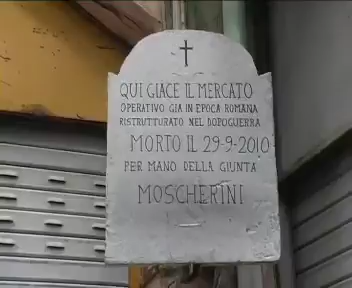 QUI GIACE IL MERCATO
OPERATIVO GIA IN EPOCA ROMANA
RISTRUTTURATO NEL DOPOGUERRA
MORTO IL 29-9-2010
PER MANO DELLA GIUNTA
MOSCHERINI